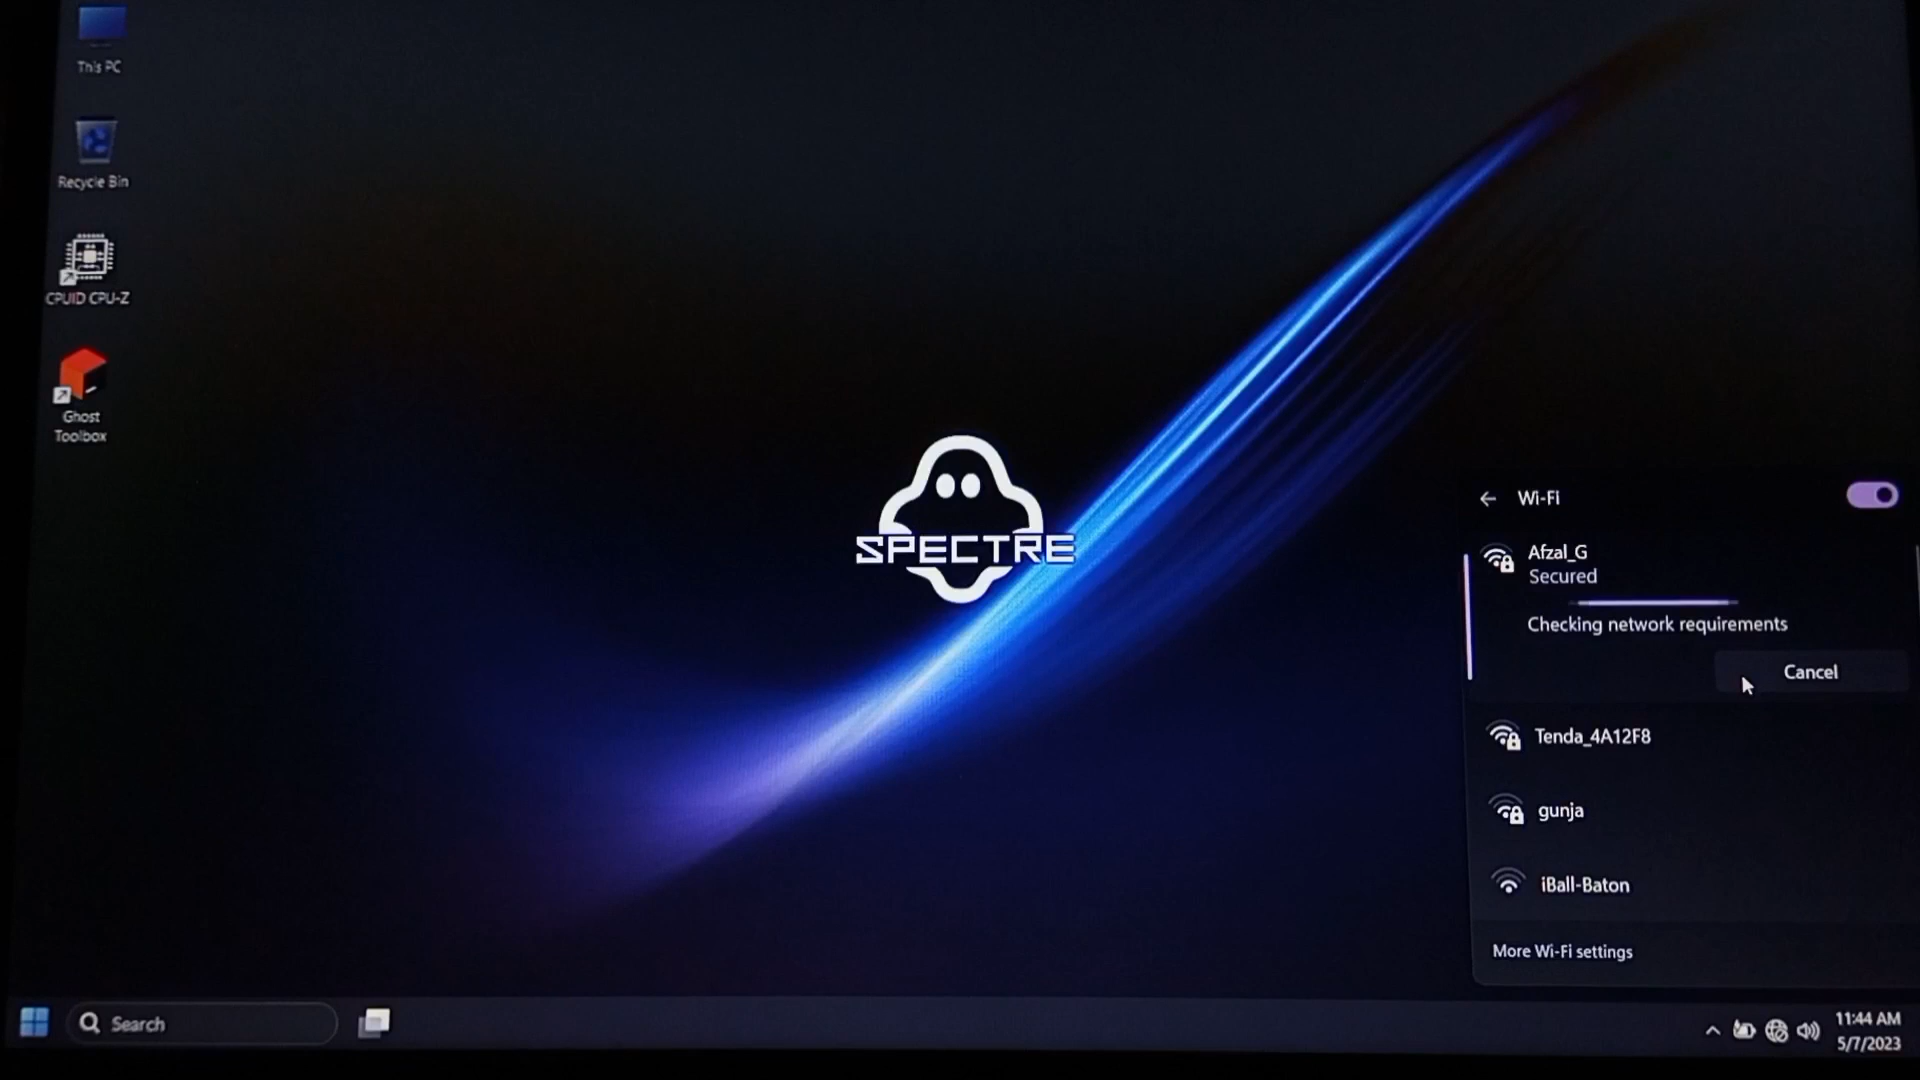 This PC
Recycle Bin
CPUID CPU-Z
Ghost
Toolbox
SPECTRE
Wi-Fi
Afzal_G
Secured
Checking network requirements
Cancel
Tenda_4A12F8
gunja
iBall-Baton
More Wi-Fi settings
Search
11:44 AM
5/7/2023